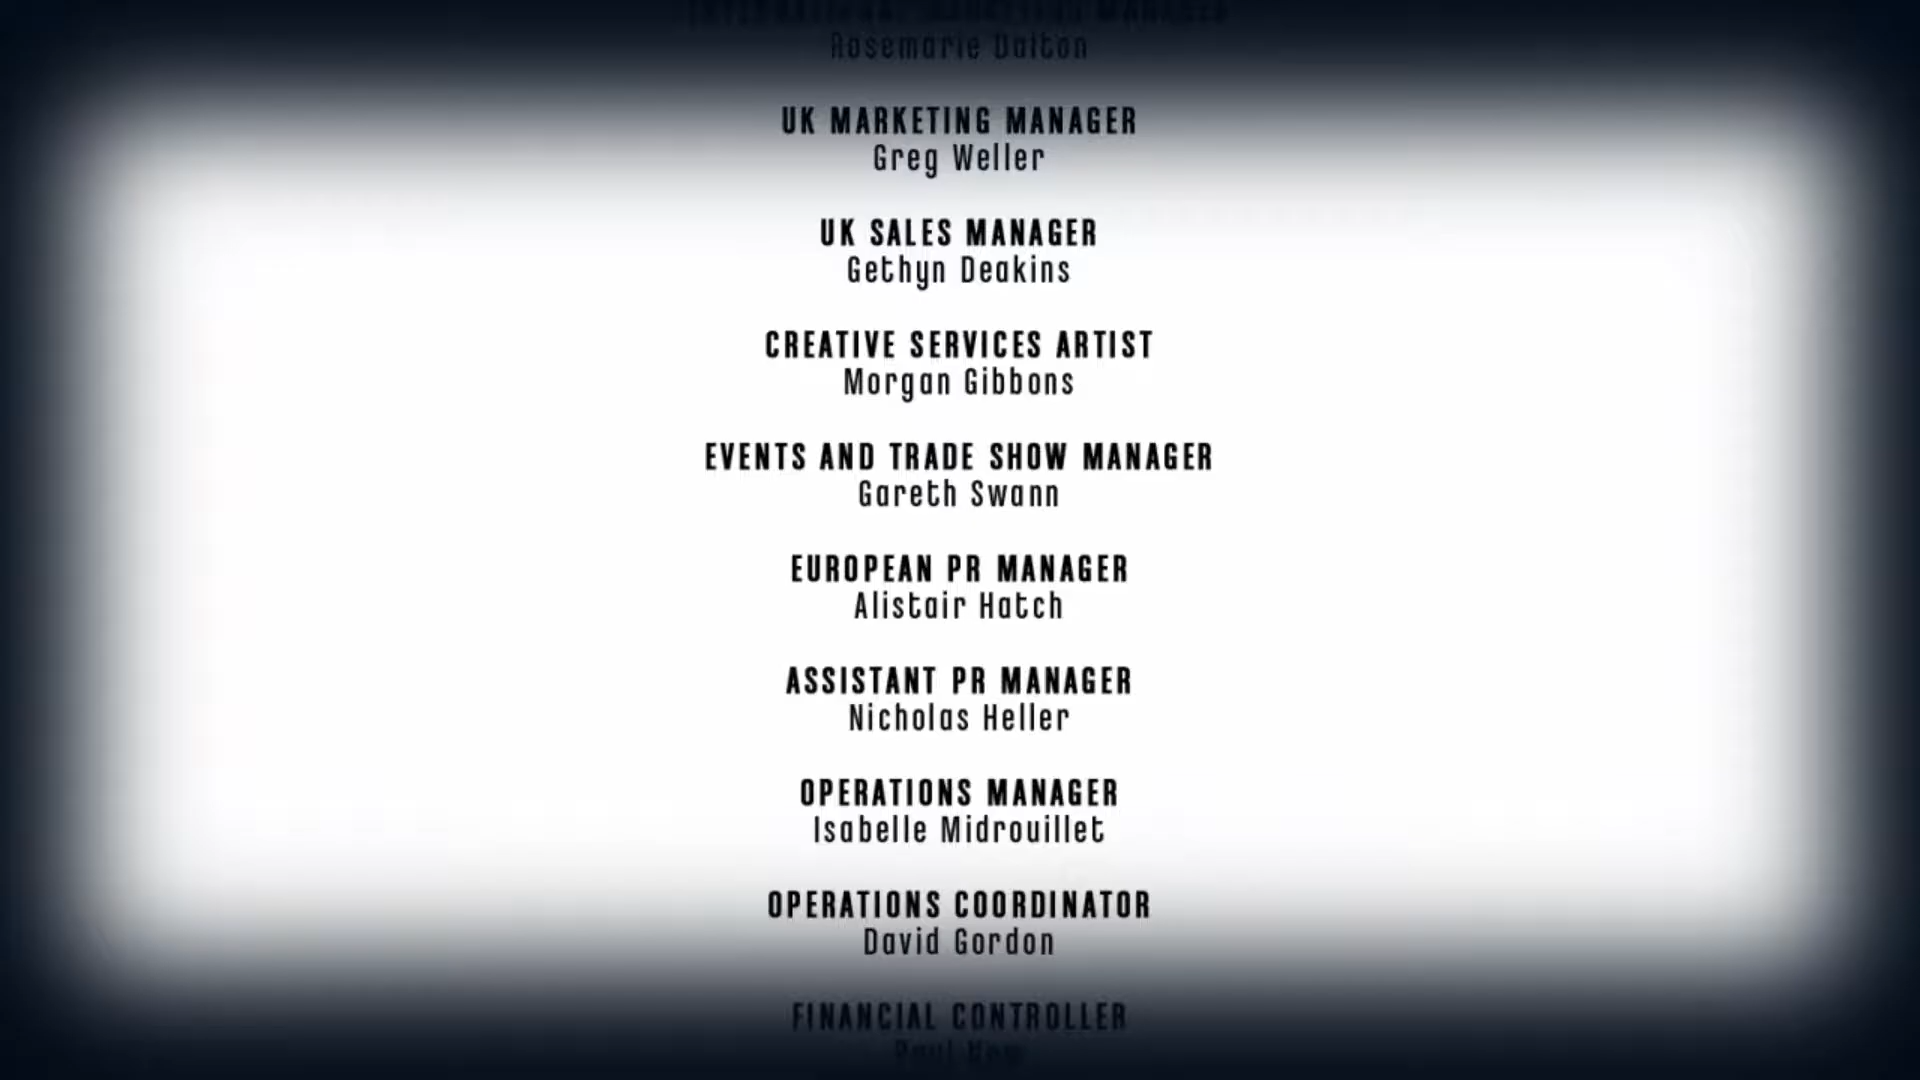 INTERNATIONAL MARKETING MANAGER
Rosemarie Dalton
UK MARKETING MANAGER
Greg Weller
UK SALES MANAGER
Gethyn Deakins
CREATIVE SERVICES ARTIST
Morgan Gibbons
EVENTS AND TRADE SHOW MANAGER
Gareth Swann
EUROPEAN PR MANAGER
Alistair Hatch
ASSISTANT PR MANAGER
Nicholas Heller
OPERATIONS MANAGER
Isabelle Midrouillet
OPERATIONS COORDINATOR
David Gordon
FINANCIAL CONTROLLER
Paul